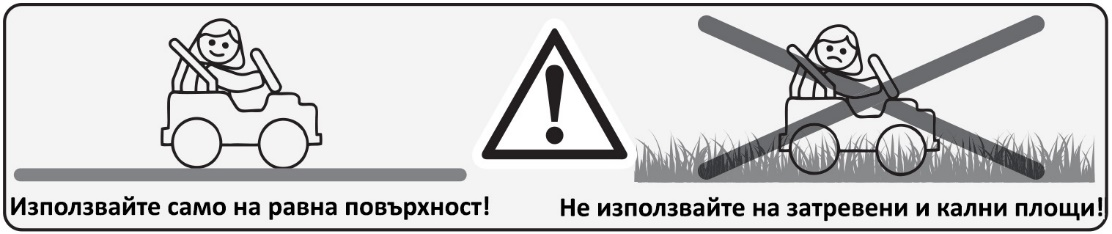 Използвайте само на равна повърхност!
Не използвайте на затревени и кални площи!